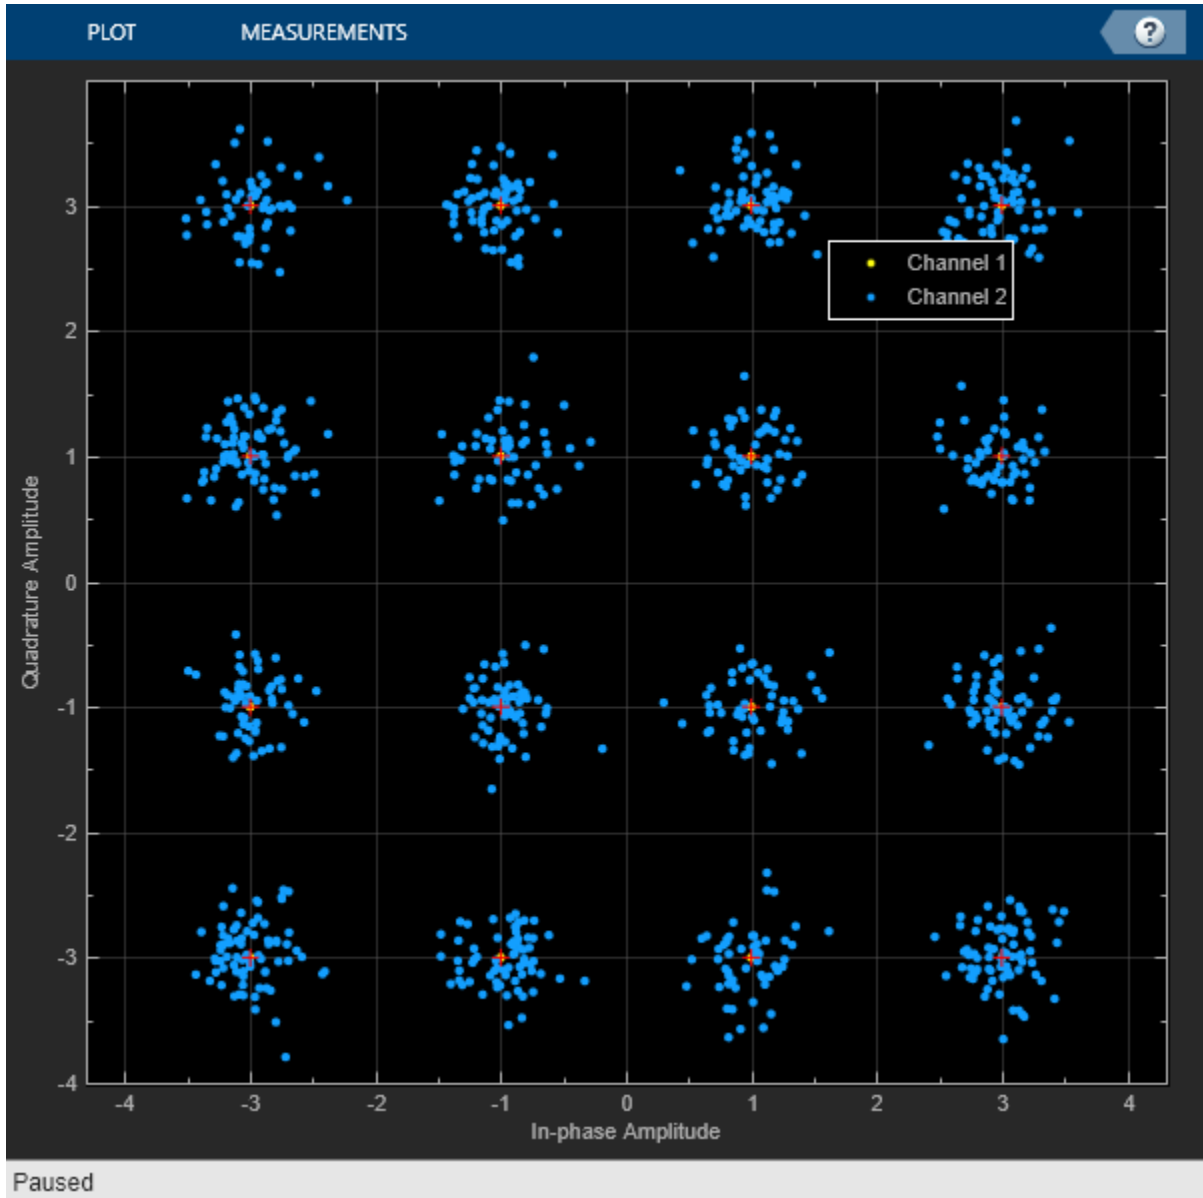 PLOT MEASUREMENTS ?
3
Channel 1
Channel 2
2
1
Quadrature Amplitude
0
-1
-2
-3
-4
-4 -3 -2 -1 0 1 2 3 4
In-phase Amplitude
Paused